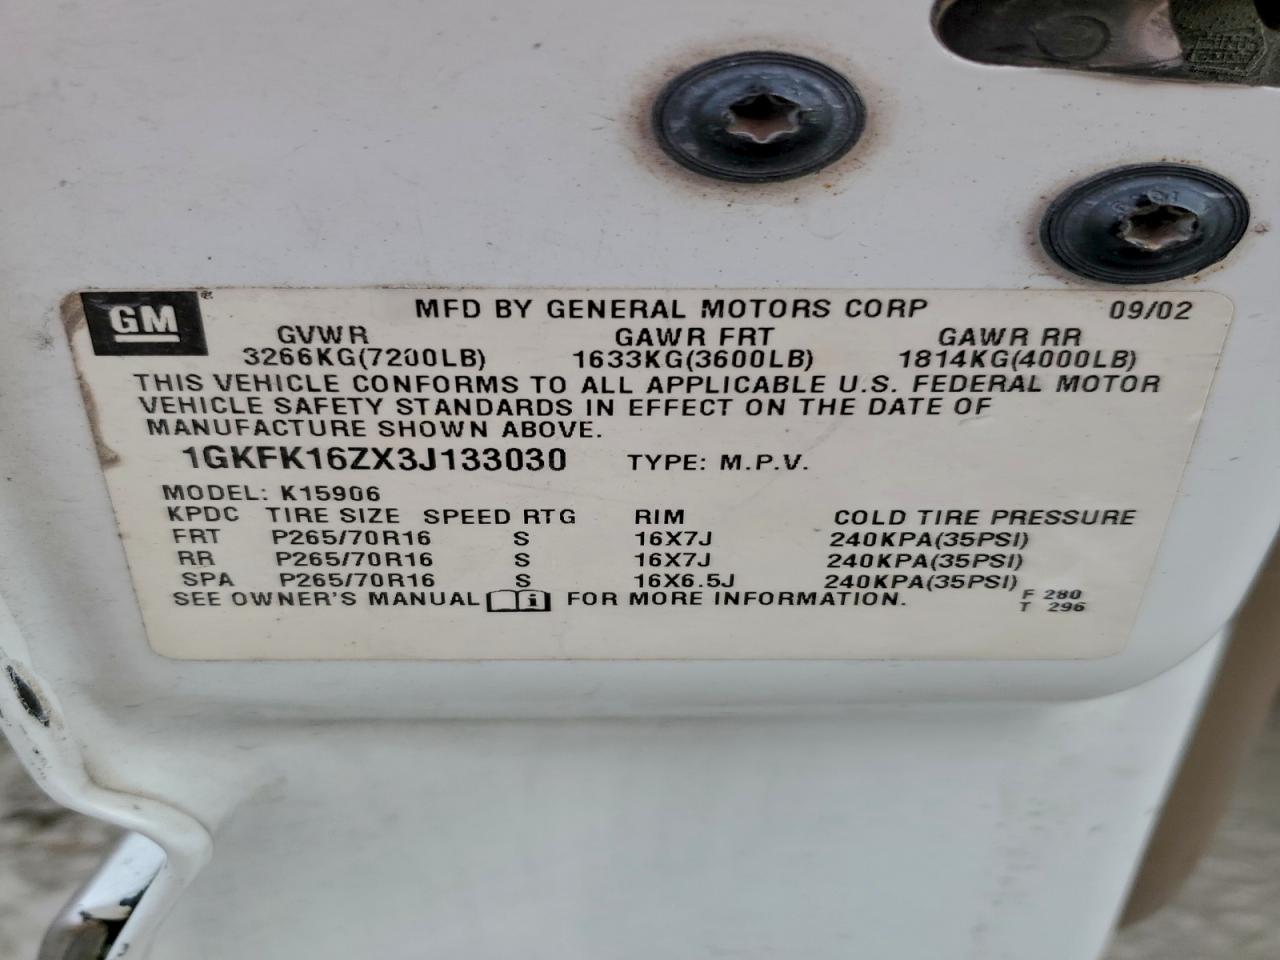 GM
MFD BY GENERAL MOTORS CORP 09/02
GVWR GAWR FRT GAWR RR
3266KG(7200LB) 1633KG(3600LB) 1814KG(4000LB)
THIS VEHICLE CONFORMS TO ALL APPLICABLE U.S. FEDERAL MOTOR
VEHICLE SAFETY STANDARDS IN EFFECT ON THE DATE OF
MANUFACTURE SHOWN ABOVE.
1GKFK16ZX3J133030 TYPE: M.P.V.
MODEL: K15906
KPDC TIRE SIZE SPEED RTG RIM COLD TIRE PRESSURE
FRT P265/70R16 S 16X7J 240KPA(35PSI)
RR P265/70R16 S 16X7J 240KPA(35PSI)
SPA P265/70R16 S 16X6.5J 240KPA(35PSI)
SEE OWNER'S MANUAL i FOR MORE INFORMATION.
F 280
T 296